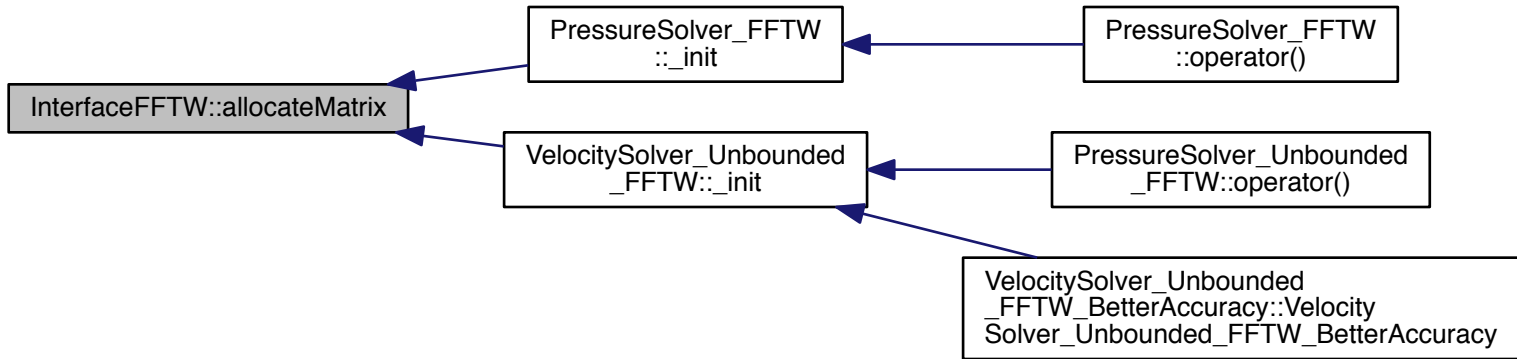 InterfaceFFTW::allocateMatrix
PressureSolver_FFTW
::_init
PressureSolver_FFTW
::operator()
VelocitySolver_Unbounded
_FFTW::_init
PressureSolver_Unbounded
_FFTW::operator()
VelocitySolver_Unbounded
_FFTW_BetterAccuracy::Velocity
Solver_Unbounded_FFTW_BetterAccuracy